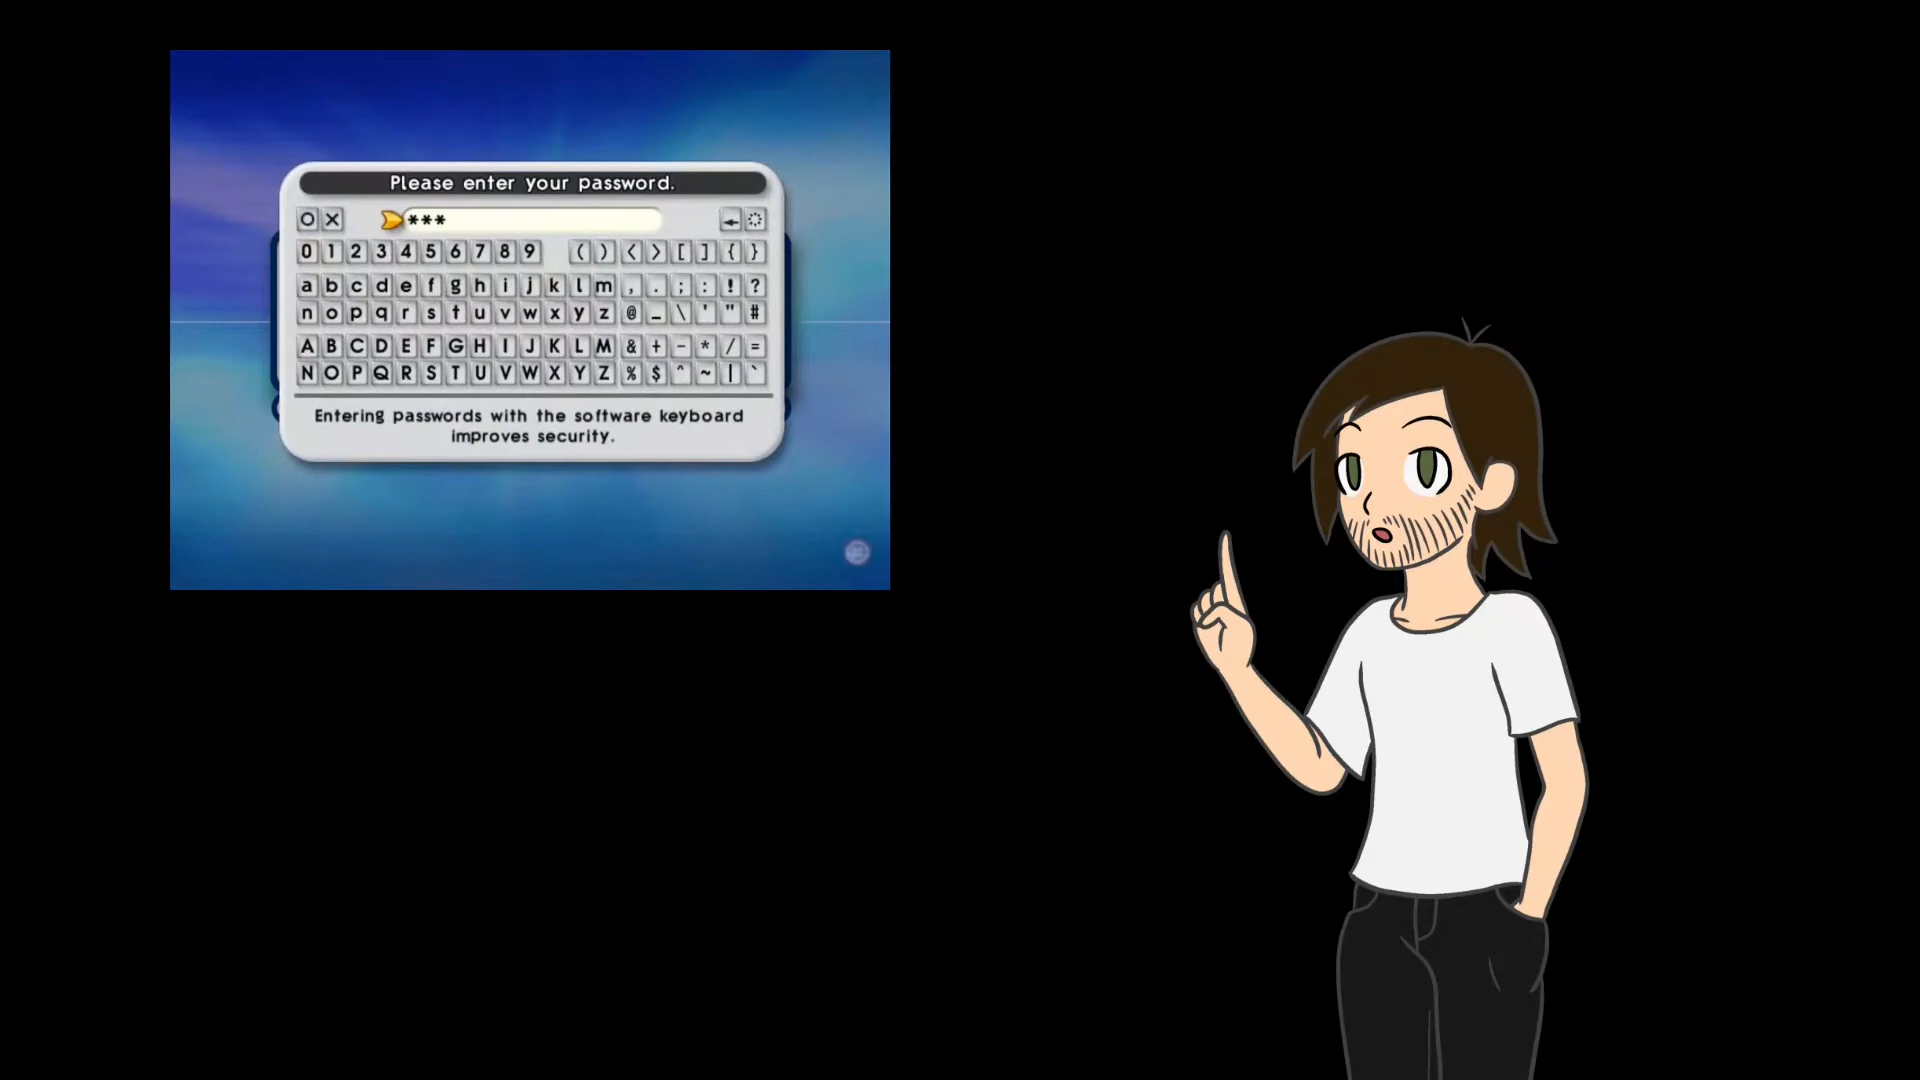 Please enter your password.
O X ***
0 1 2 3 4 5 6 7 8 9 ( ) < > [ ] { }
a b c d e f g h i j k l m , . ; : ! ?
n o p q r s t u v w x y z @ _ \ ' " #
A B C D E F G H I J K L M & + - * / =
N O P Q R S T U V W X Y Z % $ ^ ~ | `
Entering passwords with the software keyboard
improves security.